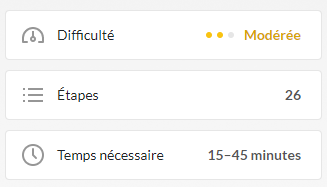 Difficulté Modérée
Étapes 26
Temps nécessaire 15–45 minutes